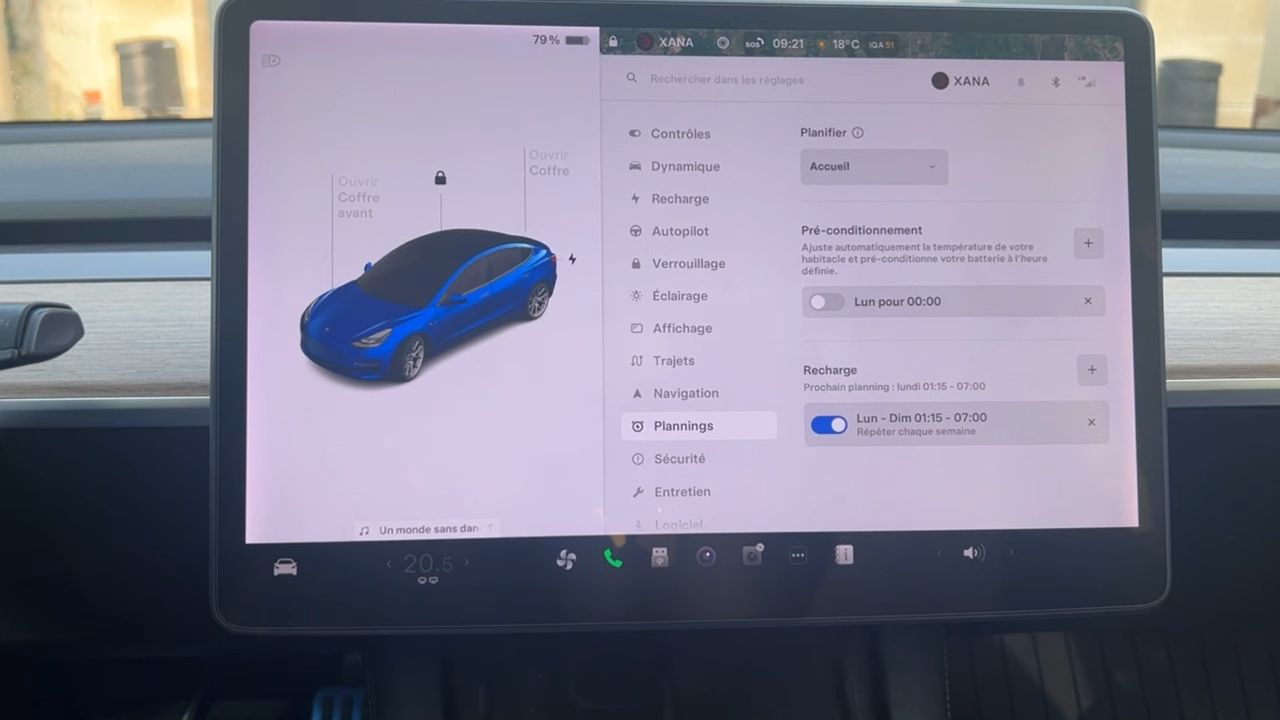 79 %
XANA
SOS
09:21
18°C
IQA 51
Rechercher dans les réglages
XANA
LTE
Ouvrir
Coffre
avant
Ouvrir
Coffre
Un monde sans dan
Contrôles
Dynamique
Recharge
Autopilot
Verrouillage
Éclairage
Affichage
Trajets
Navigation
Plannings
Sécurité
Entretien
Logiciel
Planifier
Accueil
Pré-conditionnement
Ajuste automatiquement la température de votre
habitacle et pré-conditionne votre batterie à l'heure
définie.
Lun pour 00:00
Recharge
Prochain planning : lundi 01:15 - 07:00
Lun - Dim 01:15 - 07:00
Répéter chaque semaine
20.5